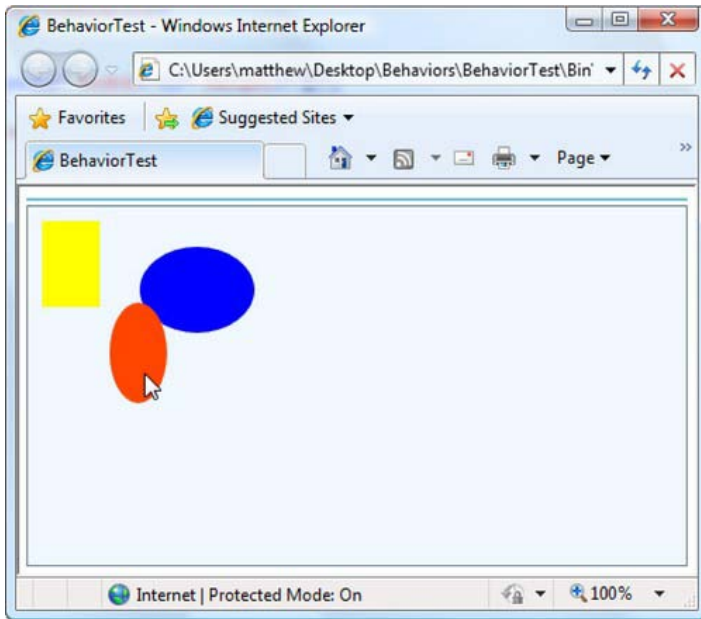 BehaviorTest - Windows Internet Explorer
C:\Users\matthew\Desktop\Behaviors\BehaviorTest\Bin\
Favorites Suggested Sites
BehaviorTest Page
Internet | Protected Mode: On 100%